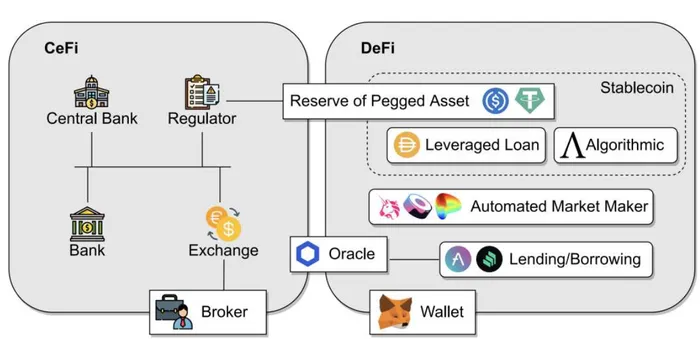 CeFi
Central Bank
Regulator
Bank
Exchange
Broker
DeFi
Reserve of Pegged Asset
Stablecoin
Leveraged Loan
Algorithmic
Automated Market Maker
Oracle
Lending/Borrowing
Wallet